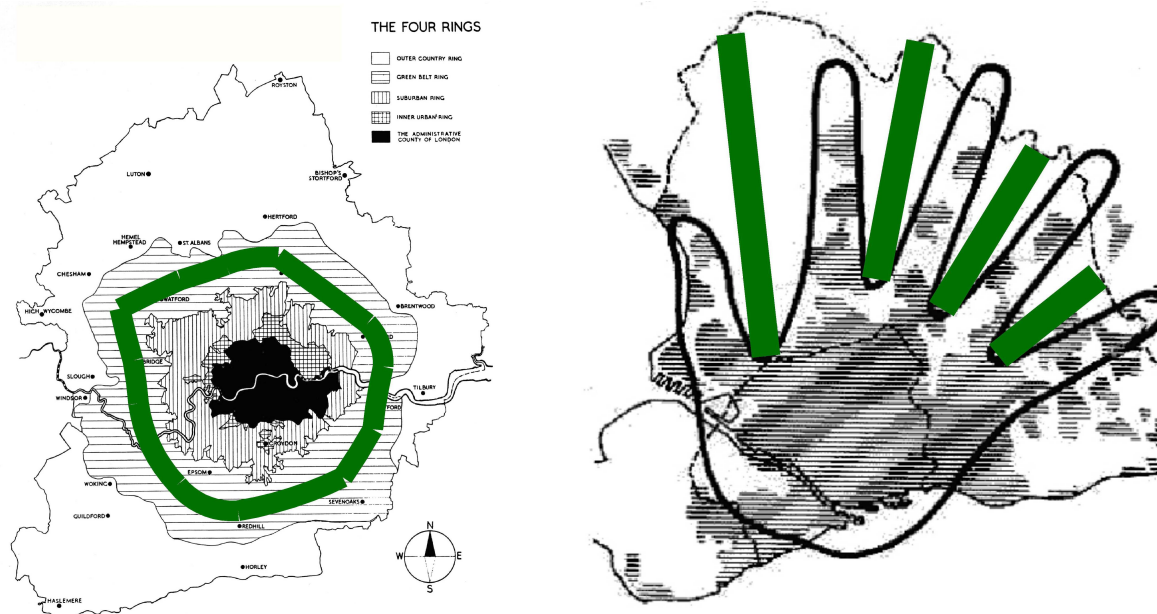 THE FOUR RINGS
OUTER COUNTRY RING
GREEN BELT RING
SUBURBAN RING
INNER URBAN RING
THE ADMINISTRATIVE
COUNTY OF LONDON
ROYSTON
LUTON
BISHOP'S
STORTFORD
HERTFORD
HEMEL
HEMPSTEAD
ST. ALBANS
CHESHAM
WATFORD
BRENTWOOD
HIGH WYCOMBE
BRIDGE
SLOUGH
TILBURY
WINDSOR
CROYDON
EPSOM
WOKING
SEVENOAKS
GUILDFORD
REDHILL
N
W
E
S
HORLEY
HASLEMERE